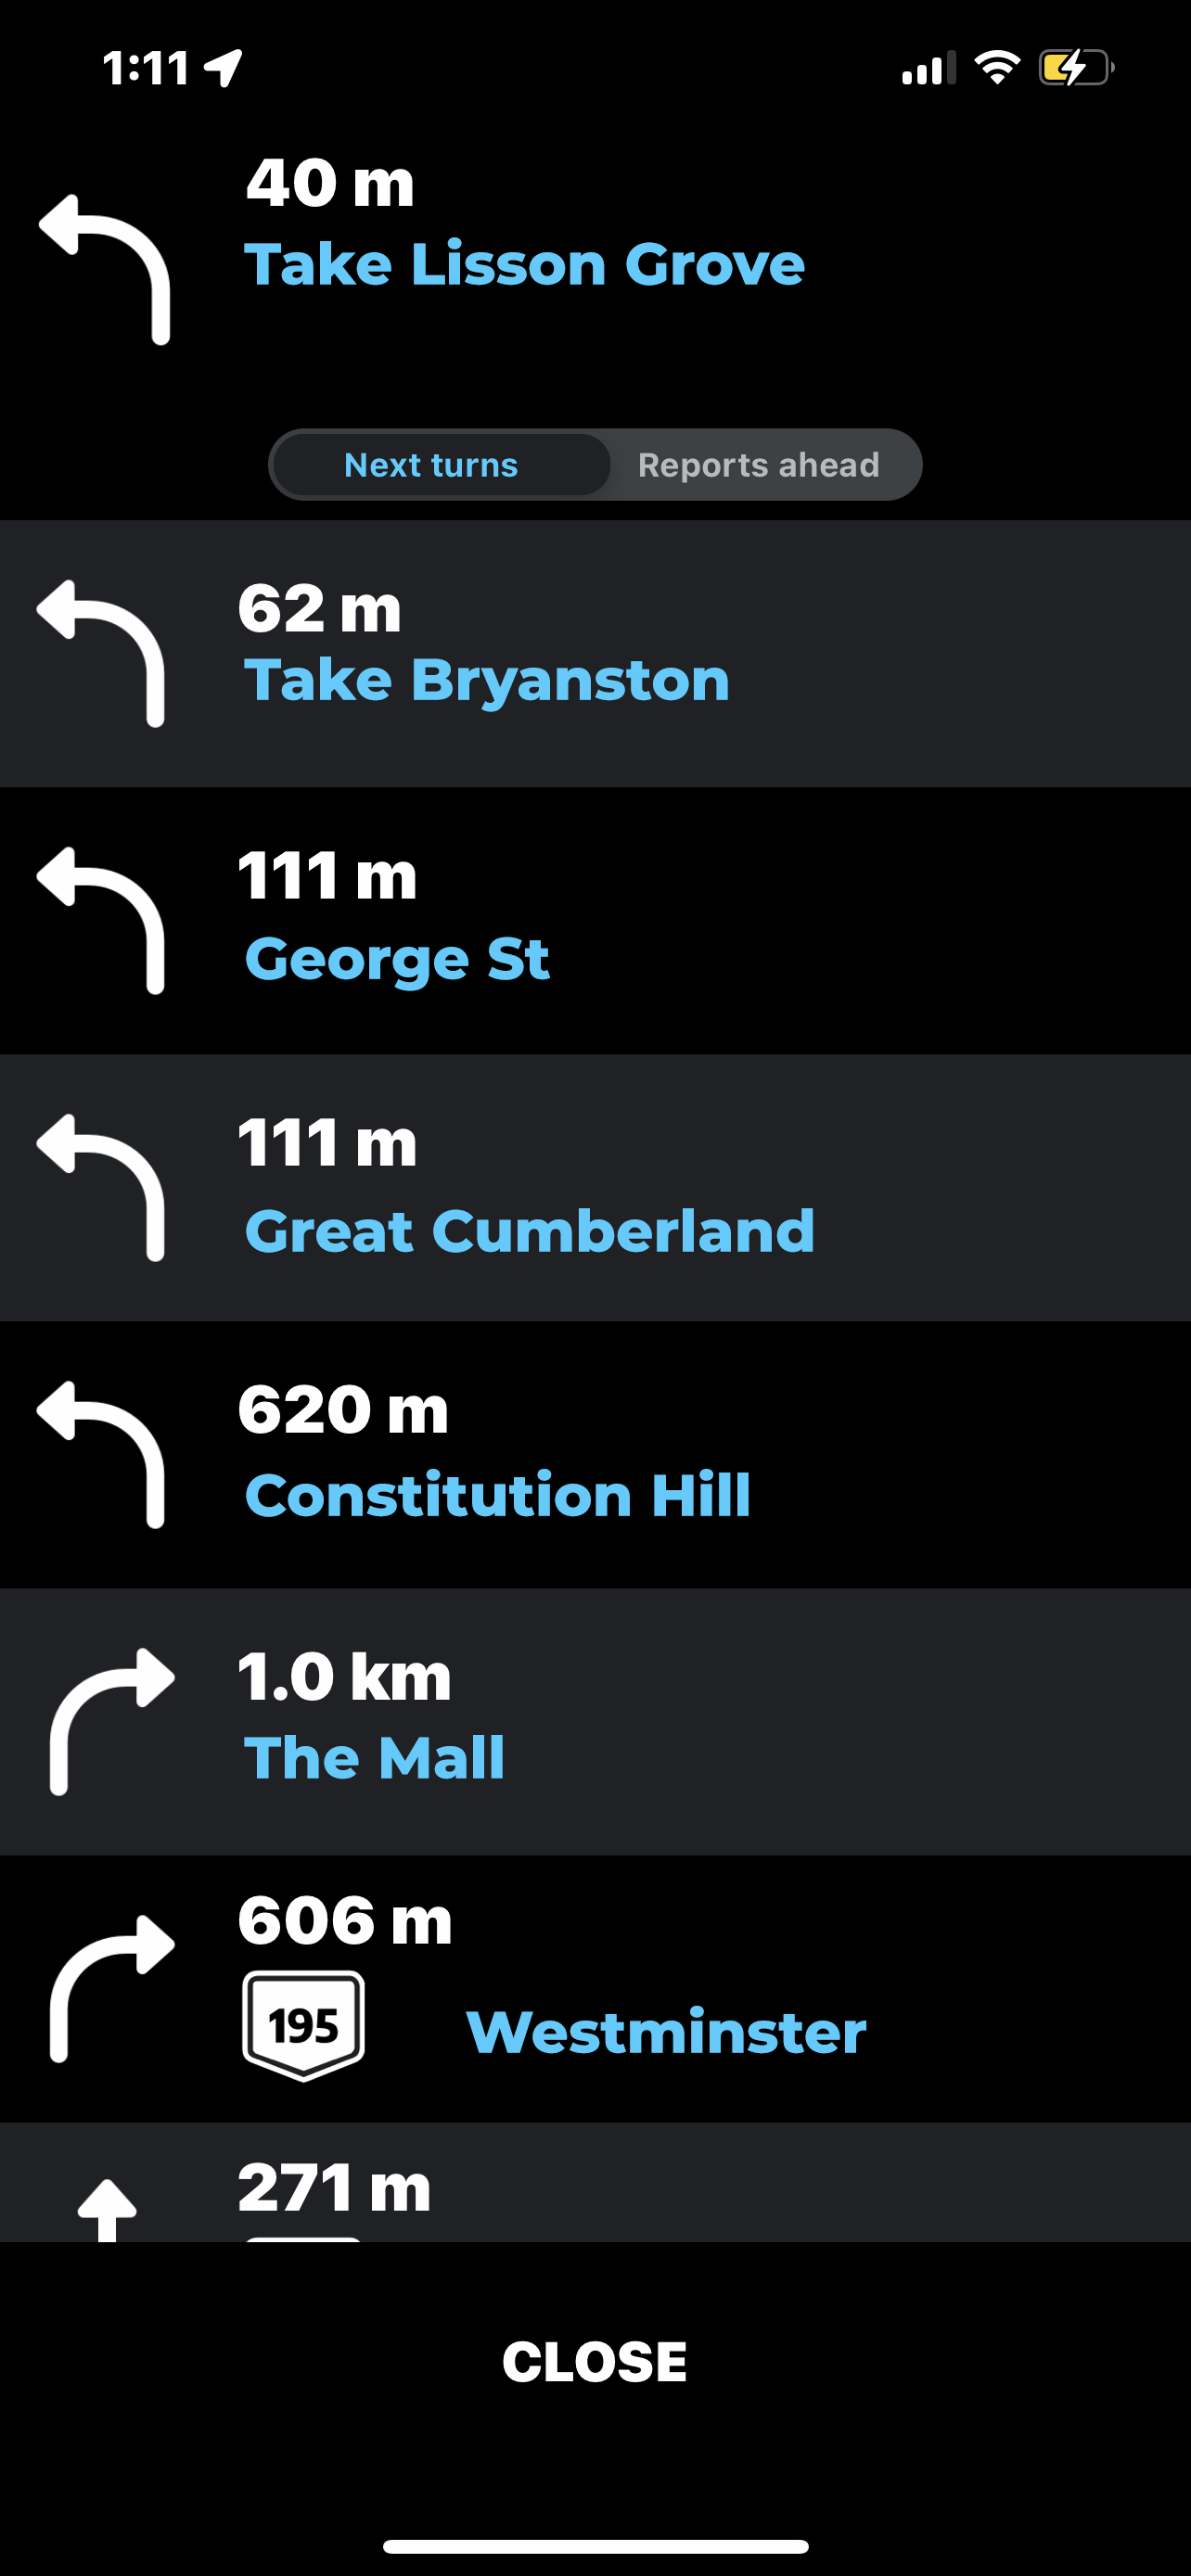 1:11
40 m
Take Lisson Grove
Next turns Reports ahead
62 m
Take Bryanston
111 m
George St
111 m
Great Cumberland
620 m
Constitution Hill
1.0 km
The Mall
606 m
195 Westminster
271 m
CLOSE